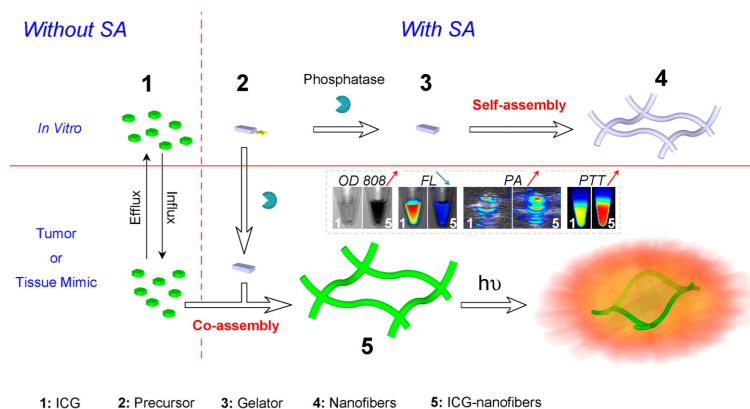 Without SA
With SA
1
2
Phosphatase
3
4
In Vitro
Self-assembly
OD 808
FL
PA
PTT
1
5
1
5
1
5
1
5
Efflux
Influx
Tumor
or
Tissue Mimic
Co-assembly
5
hυ
1: ICG
2: Precursor
3: Gelator
4: Nanofibers
5: ICG-nanofibers